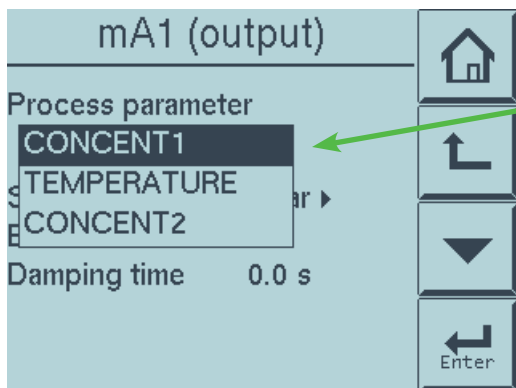 mA1 (output)
Process parameter
CONCENT1
TEMPERATURE
CONCENT2
Damping time 0.0 s
Enter